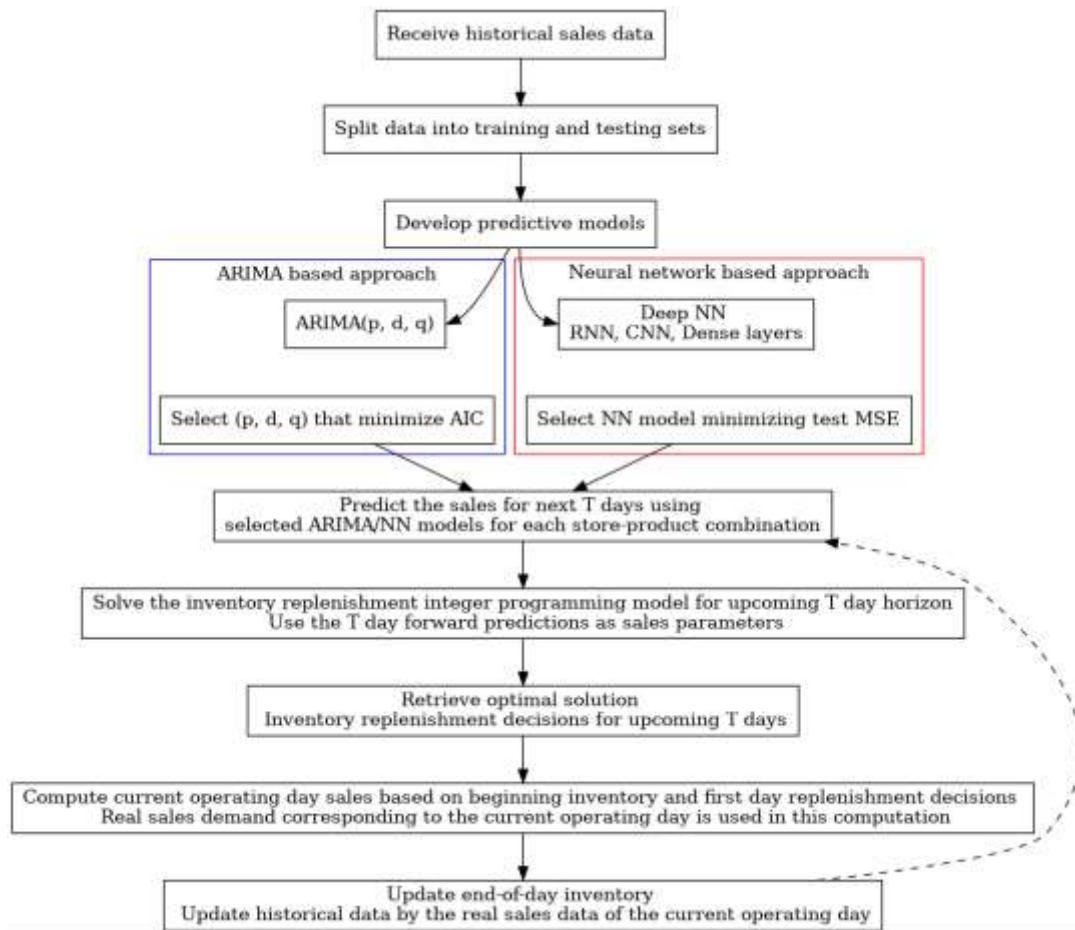 Receive historical sales data
Split data into training and testing sets
Develop predictive models
ARIMA based approach
ARIMA(p, d, q)
Select (p, d, q) that minimize AIC
Neural network based approach
Deep NN
RNN, CNN, Dense layers
Select NN model minimizing test MSE
Predict the sales for next T days using
selected ARIMA/NN models for each store-product combination
Solve the inventory replenishment integer programming model for upcoming T day horizon
Use the T day forward predictions as sales parameters
Retrieve optimal solution
Inventory replenishment decisions for upcoming T days
Compute current operating day sales based on beginning inventory and first day replenishment decisions
Real sales demand corresponding to the current operating day is used in this computation
Update end-of-day inventory
Update historical data by the real sales data of the current operating day